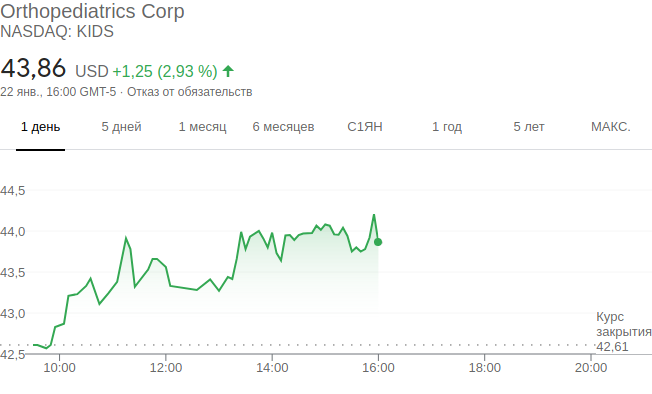 Orthopediatrics Corp
NASDAQ: KIDS
43,86 USD +1,25 (2,93 %)
22 янв., 16:00 GMT-5 · Отказ от обязательств
1 день 5 дней 1 месяц 6 месяцев С1ЯН 1 год 5 лет МАКС.
44,5
44,0
43,5
43,0
Курс
закрытия
42,61
42,5
10:00 12:00 14:00 16:00 18:00 20:00